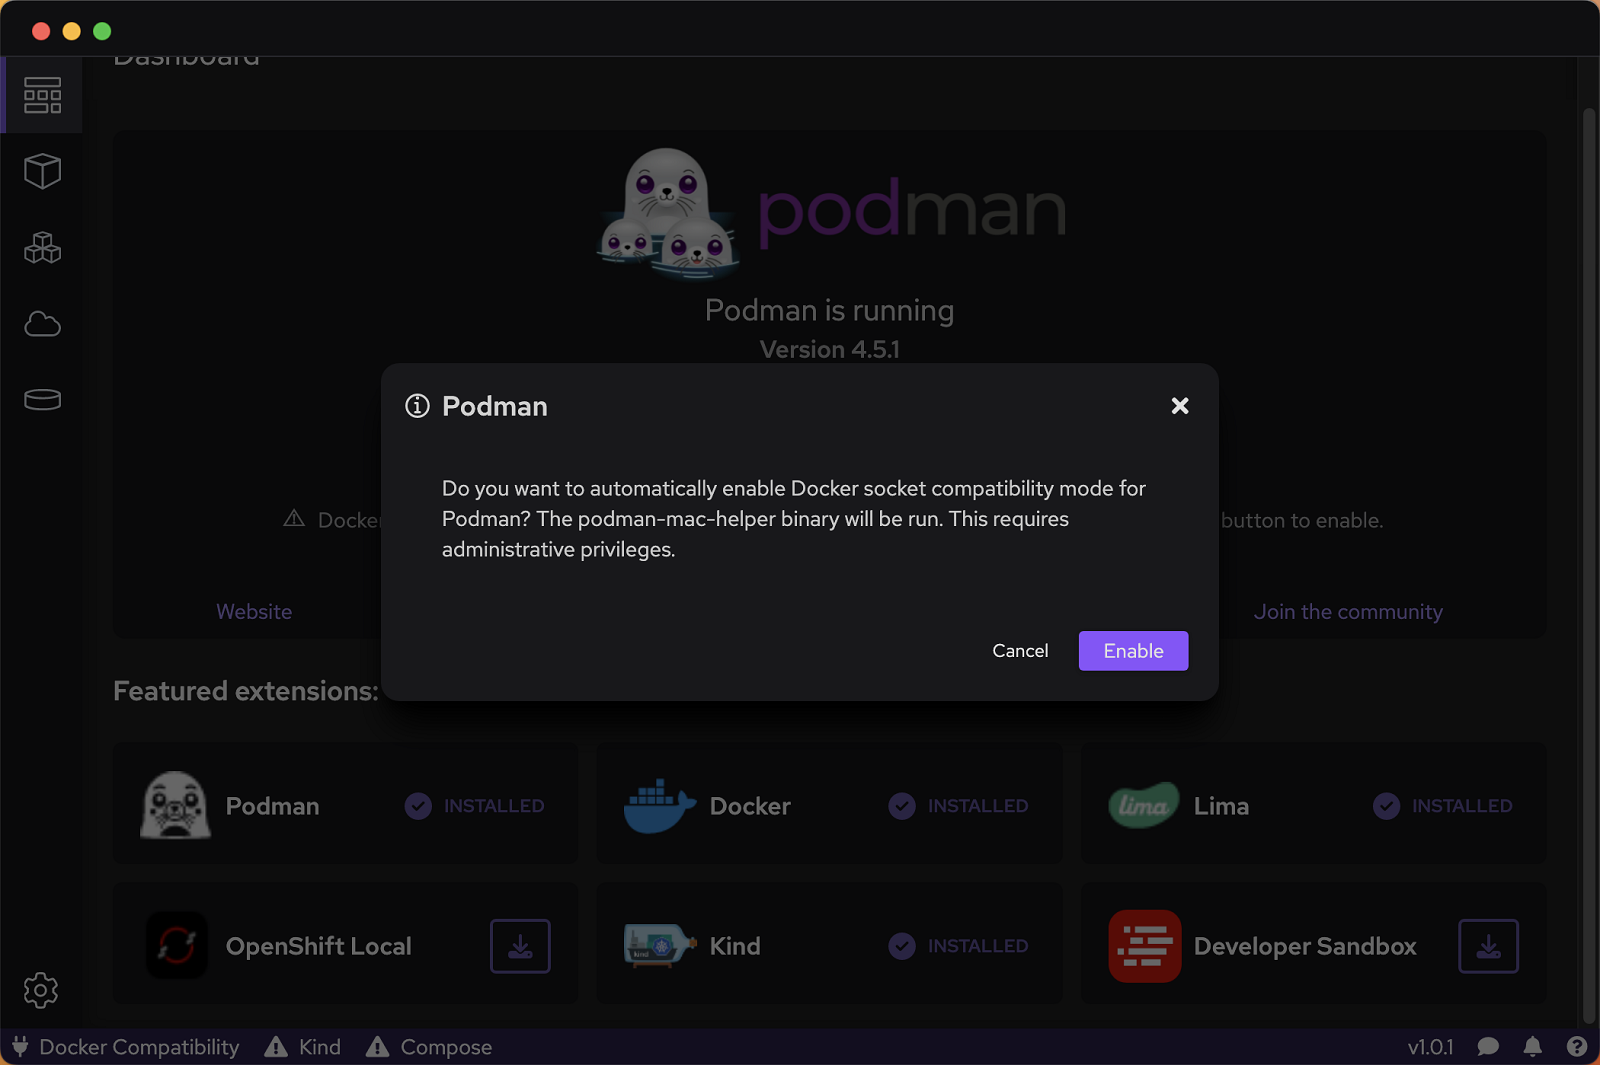 Dashboard
podman
Podman is running
Version 4.5.1
Podman
Do you want to automatically enable Docker socket compatibility mode for
Podman? The podman-mac-helper binary will be run. This requires
administrative privileges.
Docker
button to enable.
Website
Join the community
Cancel
Enable
Featured extensions:
Podman
INSTALLED
Docker
INSTALLED
lima
Lima
INSTALLED
OpenShift Local
kind
Kind
INSTALLED
Developer Sandbox
Docker Compatibility
Kind
Compose
v1.0.1